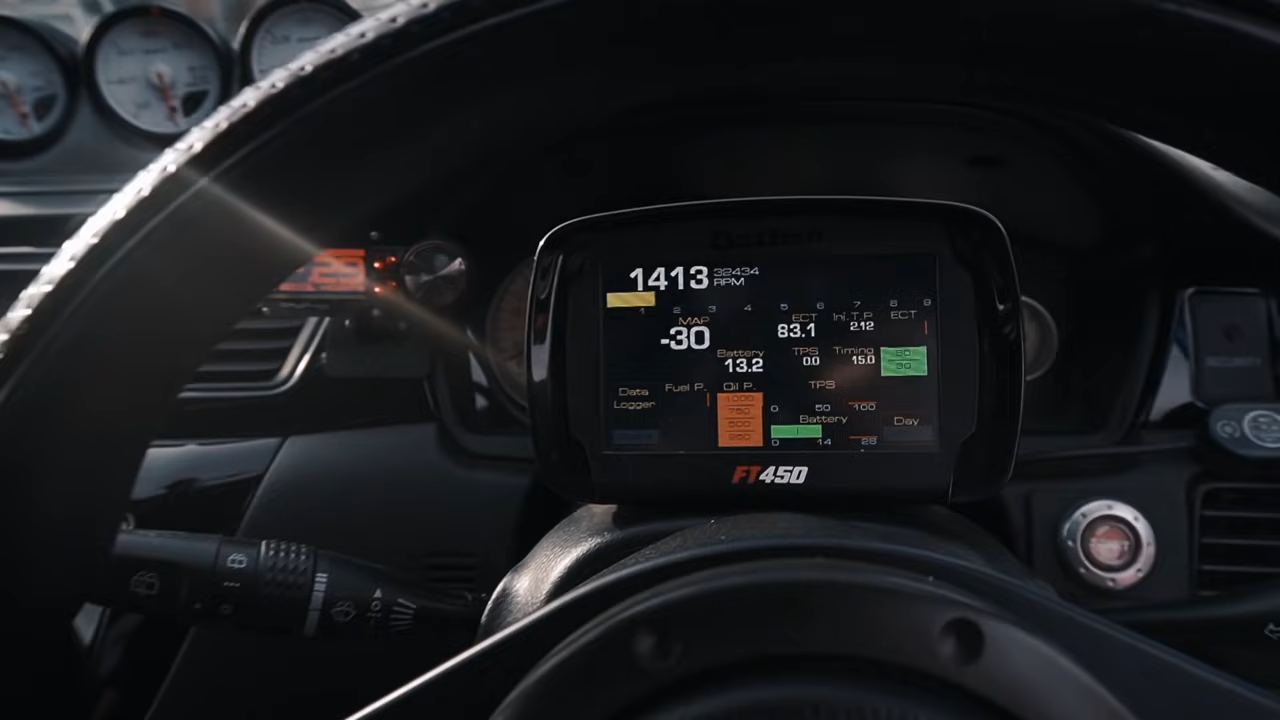 1413 32434
RPM
1 2 3 4 5 6 7 8 9
MAP ECT Inj.T.P ECT
-30 83.1 2.12
Battery TPS Timing
13.2 0.0 15.0
Data Logger
Fuel P. Oil P. TPS
1000
750
500
250
0 50 100
Battery
0 14 28
Day
FT450